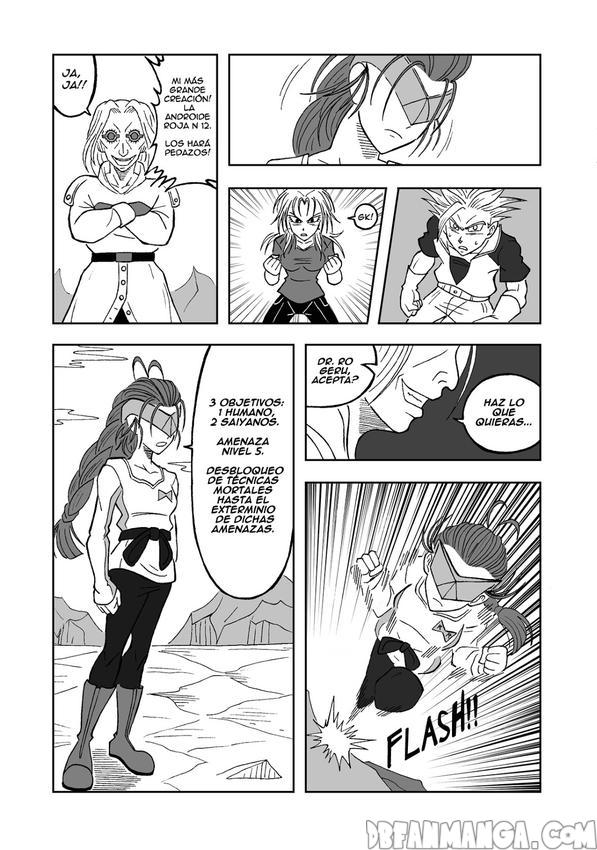 JA,
JA!!
MI MÁS
GRANDE
CREACIÓN!
LA
ANDROIDE
ROJA N 12.
LOS HARÁ
PEDAZOS!
GK!
3 OBJETIVOS:
1 HUMANO,
2 SAIYANOS.
AMENAZA
NIVEL 5.
DESBLOQUEO
DE TÉCNICAS
MORTALES
HASTA EL
EXTERMINIO
DE DICHAS
AMENAZAS.
DR. RO
GERU,
ACEPTA?
HAZ LO
QUE
QUIERAS...
FLASH!!
DBFANMANGA.COM